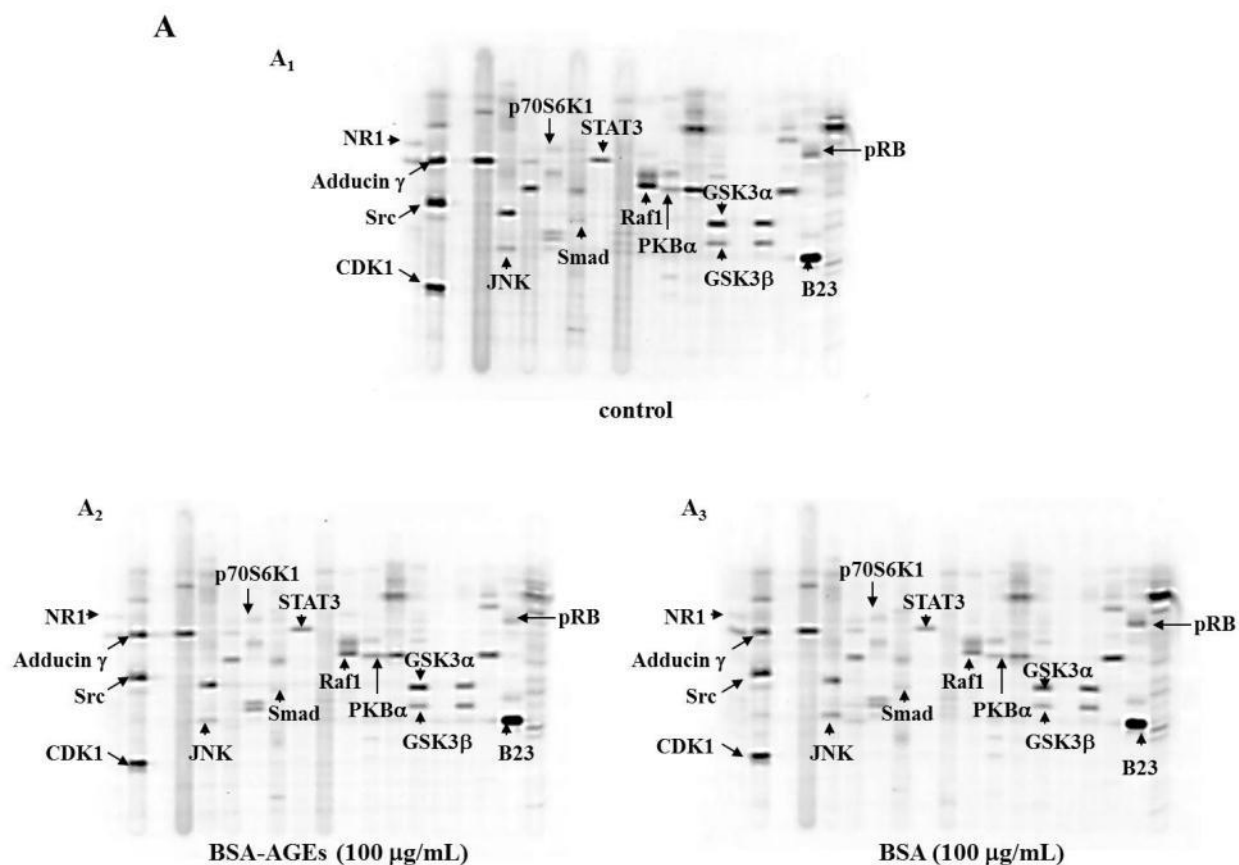 A
A₁
p70S6K1
STAT3
NR1
pRB
Adducin γ
GSK3α
Src
Raf1
PKBα
Smad
CDK1
JNK
GSK3β
B23
control
A₂
p70S6K1
STAT3
NR1
pRB
Adducin γ
GSK3α
Raf1
Src
Smad
PKBα
GSK3β
CDK1
JNK
B23
BSA-AGEs (100 µg/mL)
A₃
p70S6K1
STAT3
NR1
pRB
Adducin γ
GSK3α
Raf1
Src
Smad
PKBα
GSK3β
CDK1
JNK
B23
BSA (100 µg/mL)